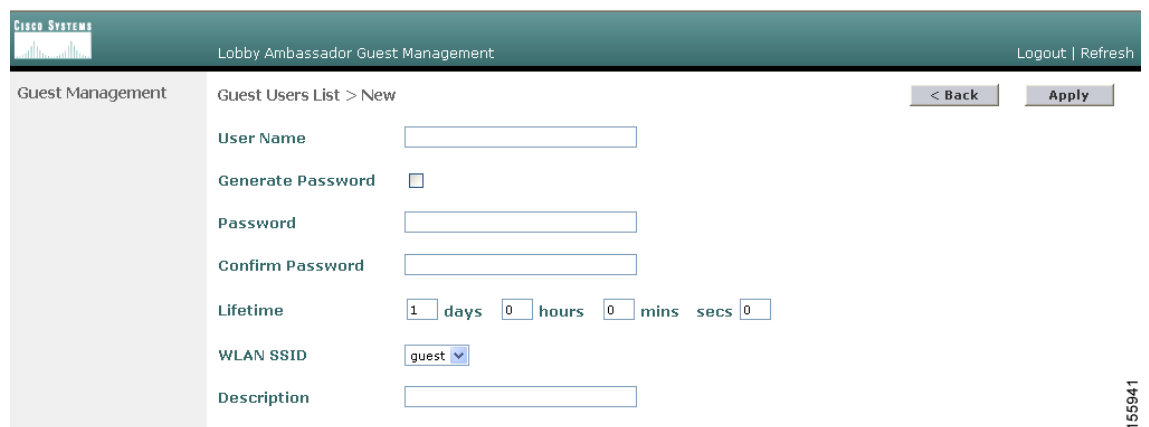 CISCO SYSTEMS
Lobby Ambassador Guest Management
Logout | Refresh
Guest Management
Guest Users List > New
< Back
Apply
User Name
Generate Password
Password
Confirm Password
Lifetime 1 days 0 hours 0 mins secs 0
WLAN SSID guest
Description
155941